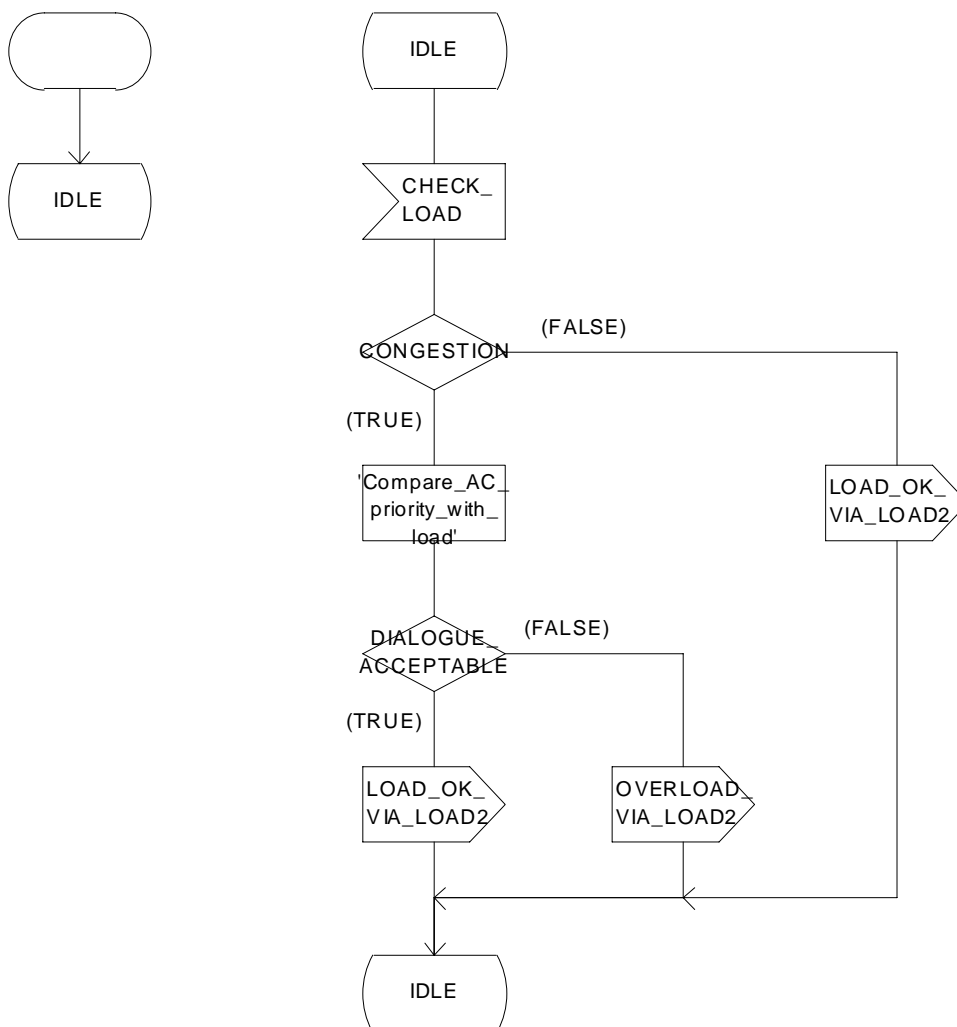 IDLE
IDLE
CHECK_
LOAD
(FALSE)
CONGESTION
(TRUE)
'Compare_AC_
priority_with_
load'
LOAD_OK_
VIA_LOAD2
(FALSE)
DIALOGUE_
ACCEPTABLE
(TRUE)
LOAD_OK_
VIA_LOAD2
OVERLOAD_
VIA_LOAD2
IDLE